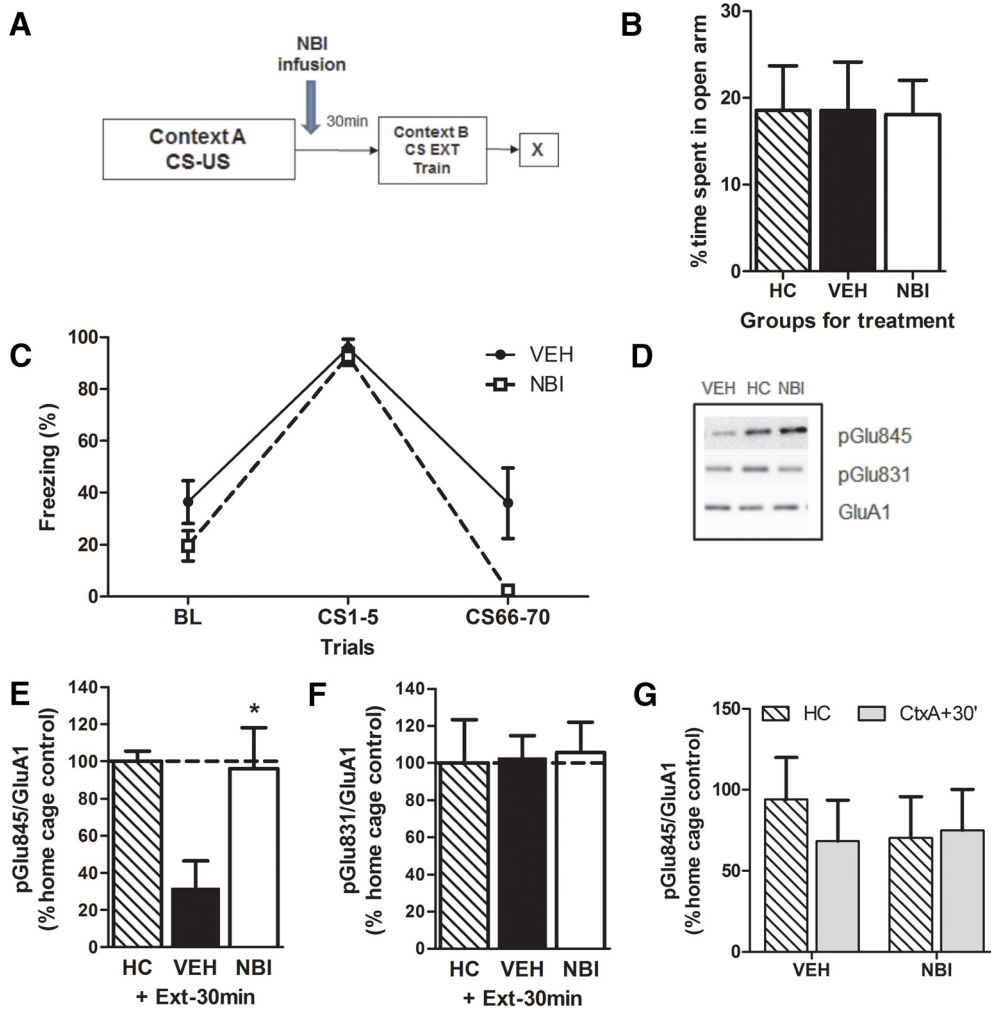 A
NBI
infusion
30min
Context A
CS-US
Context B
CS EXT
Train
X
B
% time spent in open arm
30
20
10
0
HC VEH NBI
Groups for treatment
C
Freezing (%)
100
80
60
40
20
0
VEH
NBI
BL CS1-5 CS66-70
Trials
D
VEH HC NBI
pGlu845
pGlu831
GluA1
E
pGlu845/GluA1
(% home cage control)
140
120
100
80
60
40
20
0
*
HC VEH NBI
+ Ext-30min
F
pGlu831/GluA1
(% home cage control)
140
120
100
80
60
40
20
0
HC VEH NBI
+ Ext-30min
G
HC CtxA+30'
pGlu845/GluA1
(% home cage control)
150
100
50
0
VEH NBI